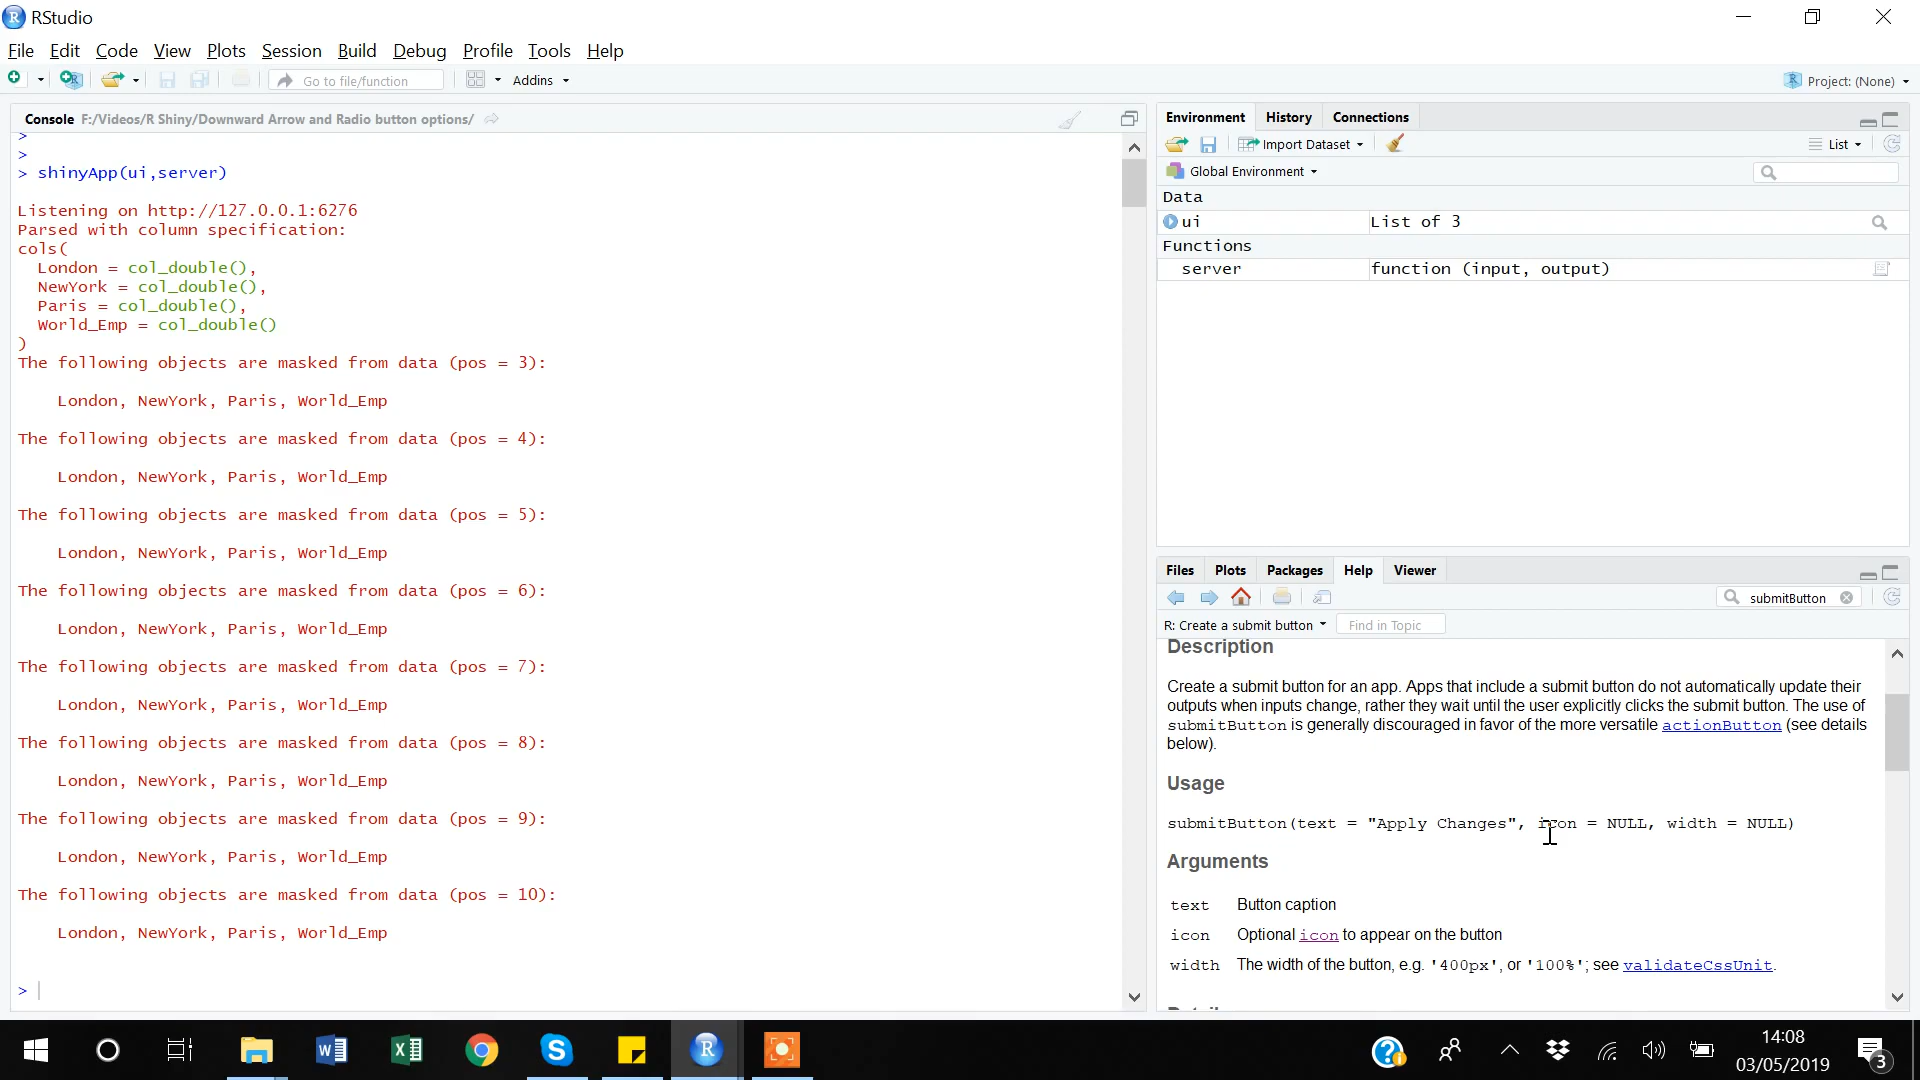 RStudio
File Edit Code View Plots Session Build Debug Profile Tools Help
Go to file/function Addins Project: (None)
Console F:/Videos/R Shiny/Downward Arrow and Radio button options/
>
>
> shinyApp(ui,server)
Listening on http://127.0.0.1:6276
Parsed with column specification:
cols(
London = col_double(),
NewYork = col_double(),
Paris = col_double(),
World_Emp = col_double()
)
The following objects are masked from data (pos = 3):
London, NewYork, Paris, World_Emp
The following objects are masked from data (pos = 4):
London, NewYork, Paris, World_Emp
The following objects are masked from data (pos = 5):
London, NewYork, Paris, World_Emp
The following objects are masked from data (pos = 6):
London, NewYork, Paris, World_Emp
The following objects are masked from data (pos = 7):
London, NewYork, Paris, World_Emp
The following objects are masked from data (pos = 8):
London, NewYork, Paris, World_Emp
The following objects are masked from data (pos = 9):
London, NewYork, Paris, World_Emp
The following objects are masked from data (pos = 10):
London, NewYork, Paris, World_Emp
>
Environment History Connections
Import Dataset List
Global Environment
Data
ui List of 3
Functions
server function (input, output)
Files Plots Packages Help Viewer
submitButton
R: Create a submit button Find in Topic
Description
Create a submit button for an app. Apps that include a submit button do not automatically update their
outputs when inputs change, rather they wait until the user explicitly clicks the submit button. The use of
submitButton is generally discouraged in favor of the more versatile actionButton (see details
below).
Usage
submitButton(text = "Apply Changes", icon = NULL, width = NULL)
Arguments
text Button caption
icon Optional icon to appear on the button
width The width of the button, e.g. '400px', or '100%'; see validateCssUnit.
14:08
03/05/2019
3